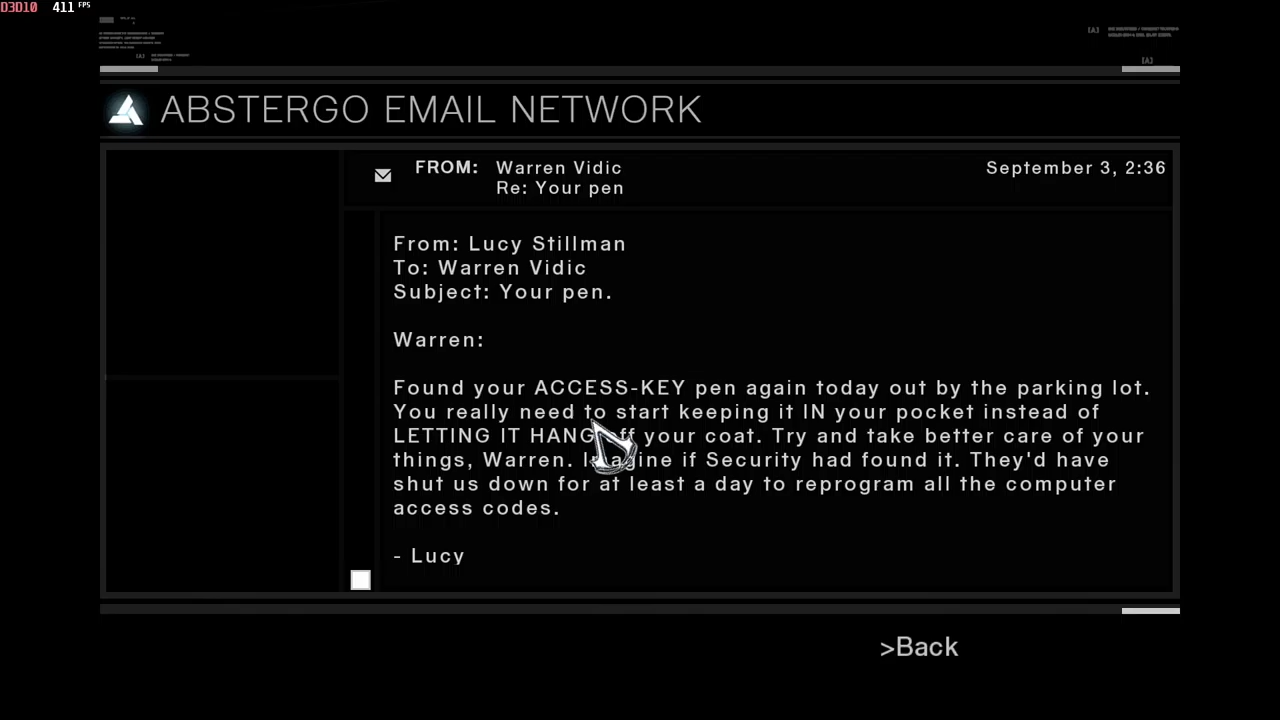 D3D10 411 FPS
ABSTERGO EMAIL NETWORK
FROM: Warren Vidic September 3, 2:36
Re: Your pen
From: Lucy Stillman
To: Warren Vidic
Subject: Your pen.
Warren:
Found your ACCESS-KEY pen again today out by the parking lot.
You really need to start keeping it IN your pocket instead of
LETTING IT HANG off your coat. Try and take better care of your
things, Warren. Imagine if Security had found it. They'd have
shut us down for at least a day to reprogram all the computer
access codes.
- Lucy
>Back